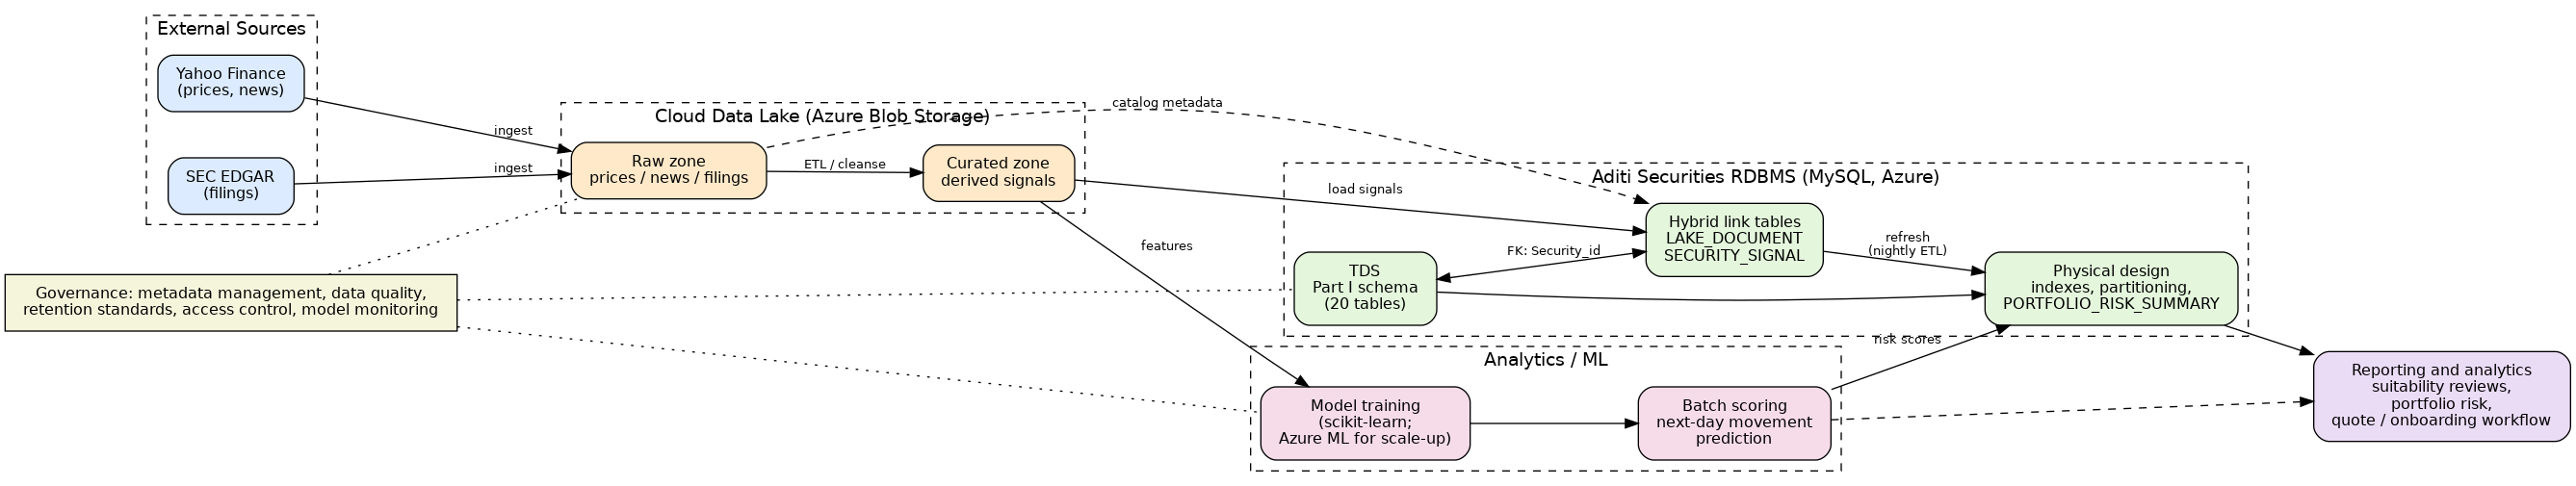 External Sources
Yahoo Finance
(prices, news)
SEC EDGAR
(filings)
ingest
ingest
Governance: metadata management, data quality,
retention standards, access control, model monitoring
Cloud Data Lake (Azure Blob Storage)
Raw zone
prices / news / filings
ETL / cleanse
Curated zone
derived signals
catalog metadata
load signals
features
Aditi Securities RDBMS (MySQL, Azure)
TDS
Part I schema
(20 tables)
FK: Security_id
Hybrid link tables
LAKE_DOCUMENT
SECURITY_SIGNAL
refresh
(nightly ETL)
Physical design
indexes, partitioning,
PORTFOLIO_RISK_SUMMARY
risk scores
Analytics / ML
Model training
(scikit-learn;
Azure ML for scale-up)
Batch scoring
next-day movement
prediction
Reporting and analytics
suitability reviews,
portfolio risk,
quote / onboarding workflow